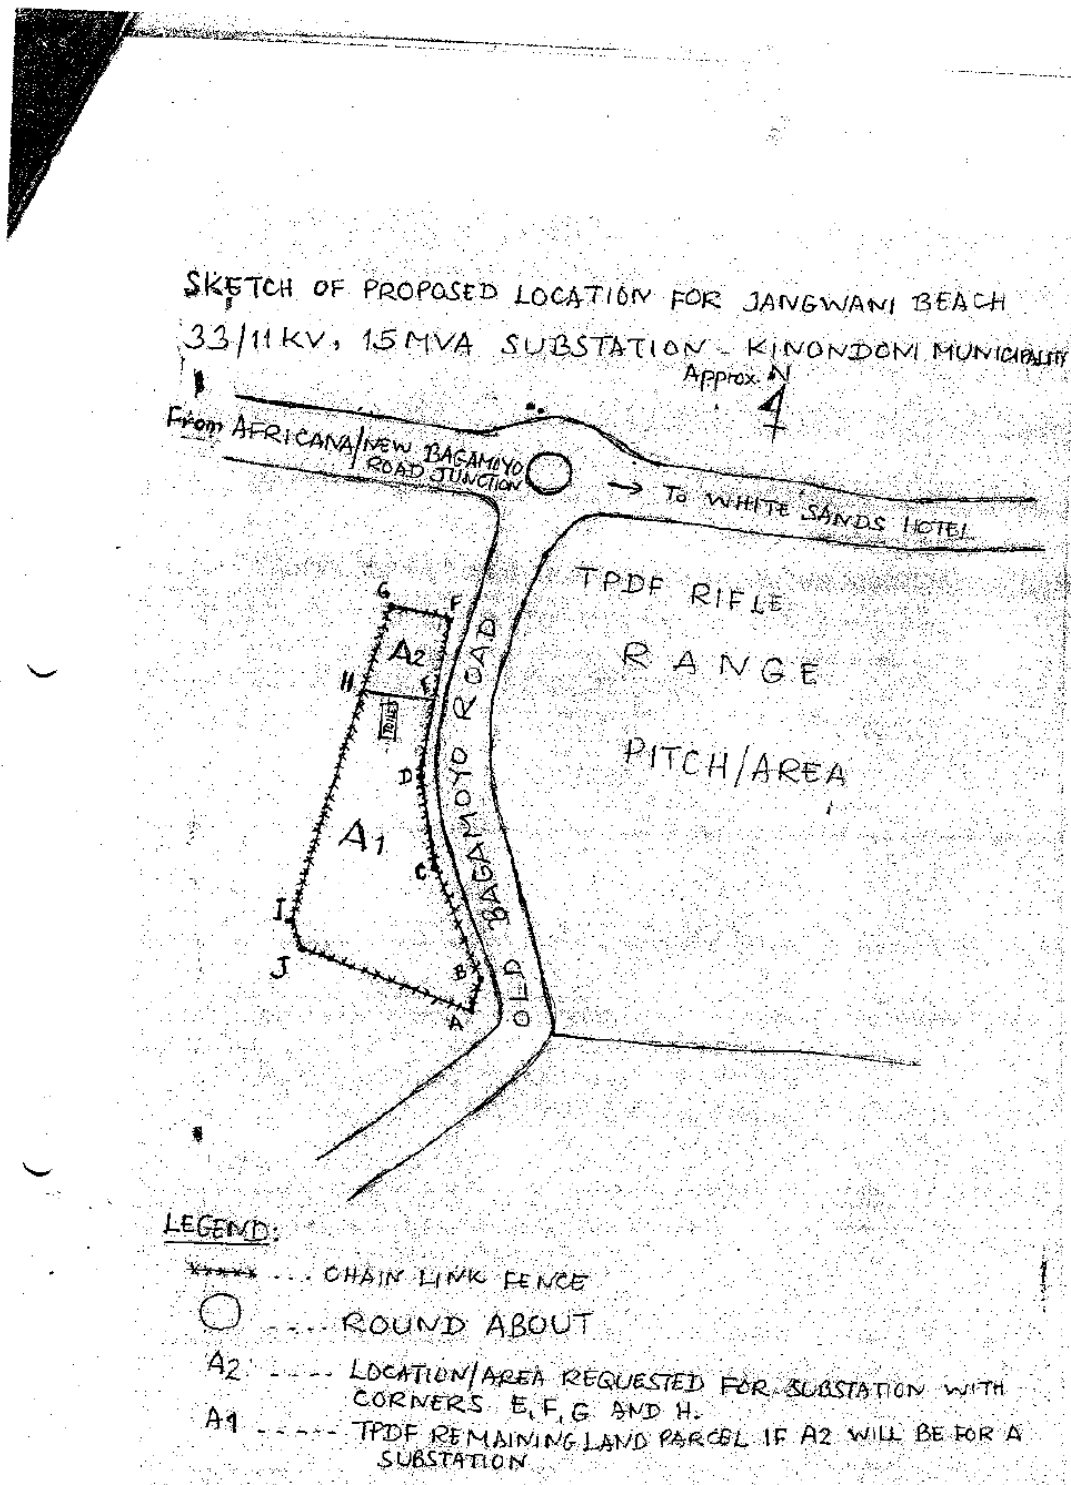 SKETCH OF PROPOSED LOCATION FOR JANGWANI BEACH
33/11KV, 15MVA SUBSTATION - KINONDONI MUNICIPALITY
Approx. N
From AFRICANA/NEW BAGAMOYO
ROAD JUNCTION
→ To WHITE SANDS HOTEL
TPDF RIFLE
RANGE
PITCH/AREA
G
F
A2
H
E
TOILET
D
A1
C
I
J
B
A
OLD BAGAMOYO ROAD
LEGEND:
xxxxx ... CHAIN LINK FENCE
---- ROUND ABOUT
A2 ----- LOCATION/AREA REQUESTED FOR SUBSTATION WITH
CORNERS E, F, G AND H.
A1 ------ TPDF REMAINING LAND PARCEL IF A2 WILL BE FOR A
SUBSTATION